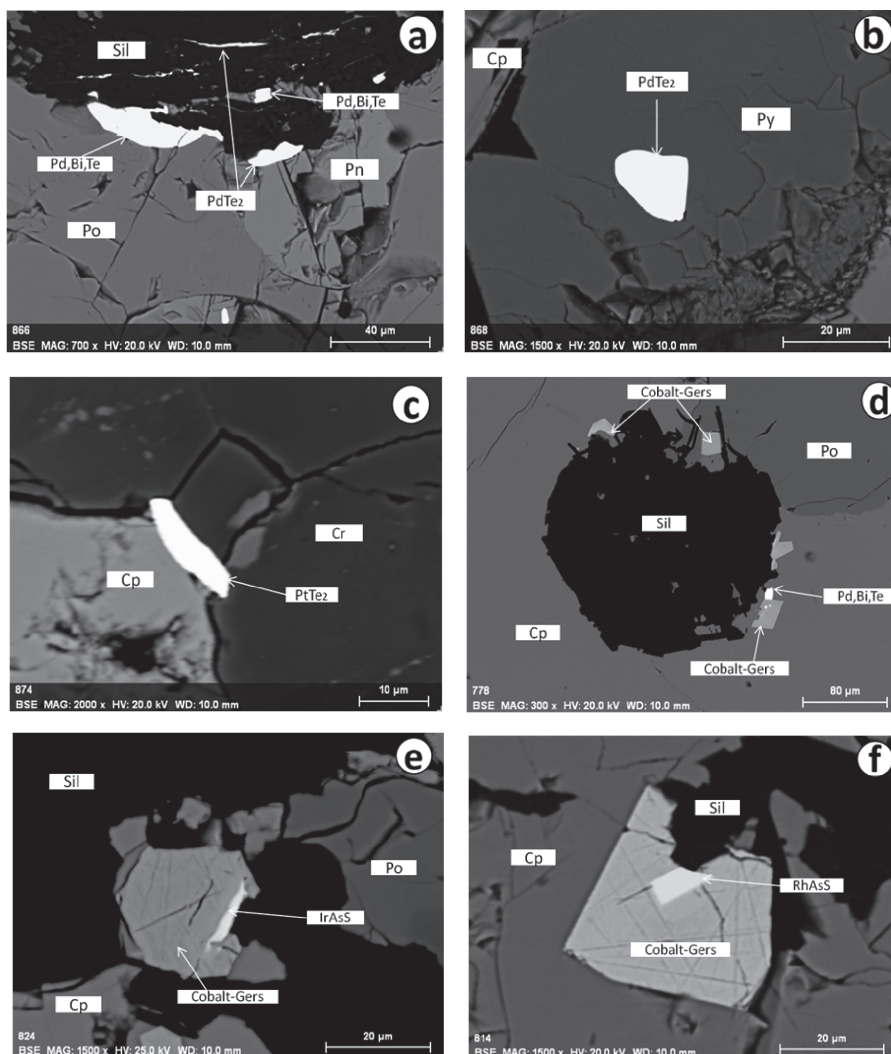 a
Sil
Pd,Bi,Te
Pd,Bi,Te
Pn
PdTe₂
Po
866
40 µm
BSE MAG: 700 x HV: 20.0 kV WD: 10.0 mm
b
Cp
PdTe₂
Py
868
20 µm
BSE MAG: 1500 x HV: 20.0 kV WD: 10.0 mm
c
Cr
Cp
PtTe₂
874
10 µm
BSE MAG: 2000 x HV: 20.0 kV WD: 10.0 mm
d
Cobalt-Gers
Po
Sil
Pd,Bi,Te
Cp
Cobalt-Gers
778
80 µm
BSE MAG: 300 x HV: 20.0 kV WD: 10.0 mm
e
Sil
Po
IrAsS
Cobalt-Gers
Cp
824
20 µm
BSE MAG: 1500 x HV: 25.0 kV WD: 10.0 mm
f
Sil
Cp
RhAsS
Cobalt-Gers
814
20 µm
BSE MAG: 1500 x HV: 20.0 kV WD: 10.0 mm